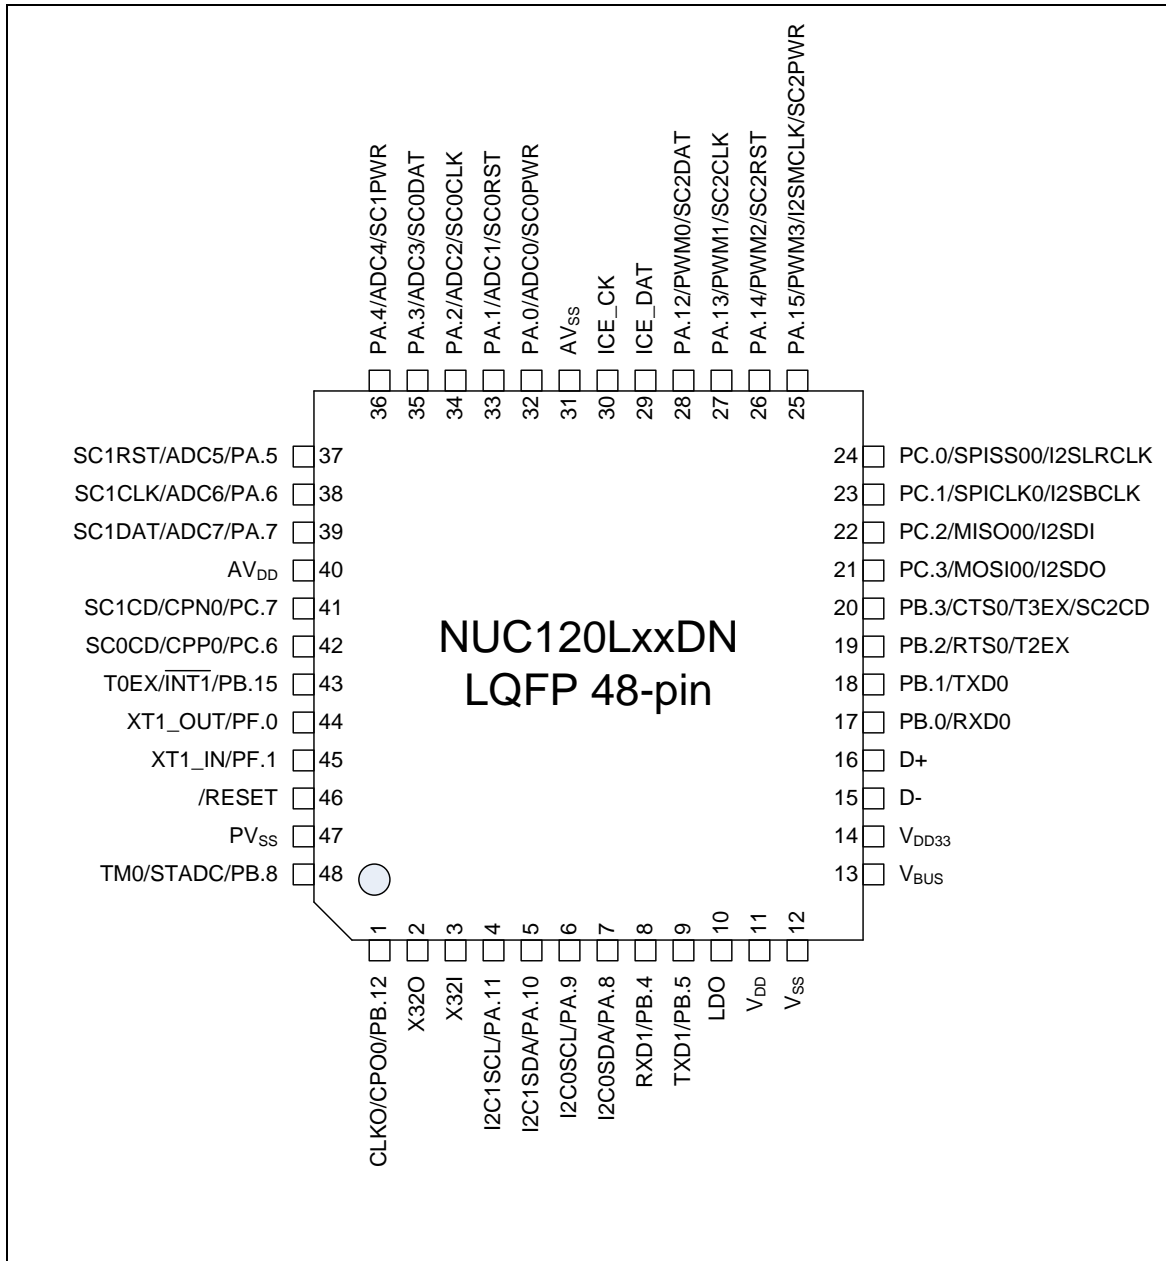 PA.4/ADC4/SC1PWR
PA.3/ADC3/SC0DAT
PA.2/ADC2/SC0CLK
PA.1/ADC1/SC0RST
PA.0/ADC0/SC0PWR
AVSS
ICE_CK
ICE_DAT
PA.12/PWM0/SC2DAT
PA.13/PWM1/SC2CLK
PA.14/PWM2/SC2RST
PA.15/PWM3/I2SMCLK/SC2PWR
36
35
34
33
32
31
30
29
28
27
26
25
SC1RST/ADC5/PA.5 37
SC1CLK/ADC6/PA.6 38
SC1DAT/ADC7/PA.7 39
AVDD 40
SC1CD/CPN0/PC.7 41
SC0CD/CPP0/PC.6 42
T0EX/INT1/PB.15 43
XT1_OUT/PF.0 44
XT1_IN/PF.1 45
/RESET 46
PVSS 47
TM0/STADC/PB.8 48
NUC120LxxDN
LQFP 48-pin
24 PC.0/SPISS00/I2SLRCLK
23 PC.1/SPICLK0/I2SBCLK
22 PC.2/MISO00/I2SDI
21 PC.3/MOSI00/I2SDO
20 PB.3/CTS0/T3EX/SC2CD
19 PB.2/RTS0/T2EX
18 PB.1/TXD0
17 PB.0/RXD0
16 D+
15 D-
14 VDD33
13 VBUS
1
2
3
4
5
6
7
8
9
10
11
12
CLKO/CPO0/PB.12
X32O
X32I
I2C1SCL/PA.11
I2C1SDA/PA.10
I2C0SCL/PA.9
I2C0SDA/PA.8
RXD1/PB.4
TXD1/PB.5
LDO
VDD
VSS